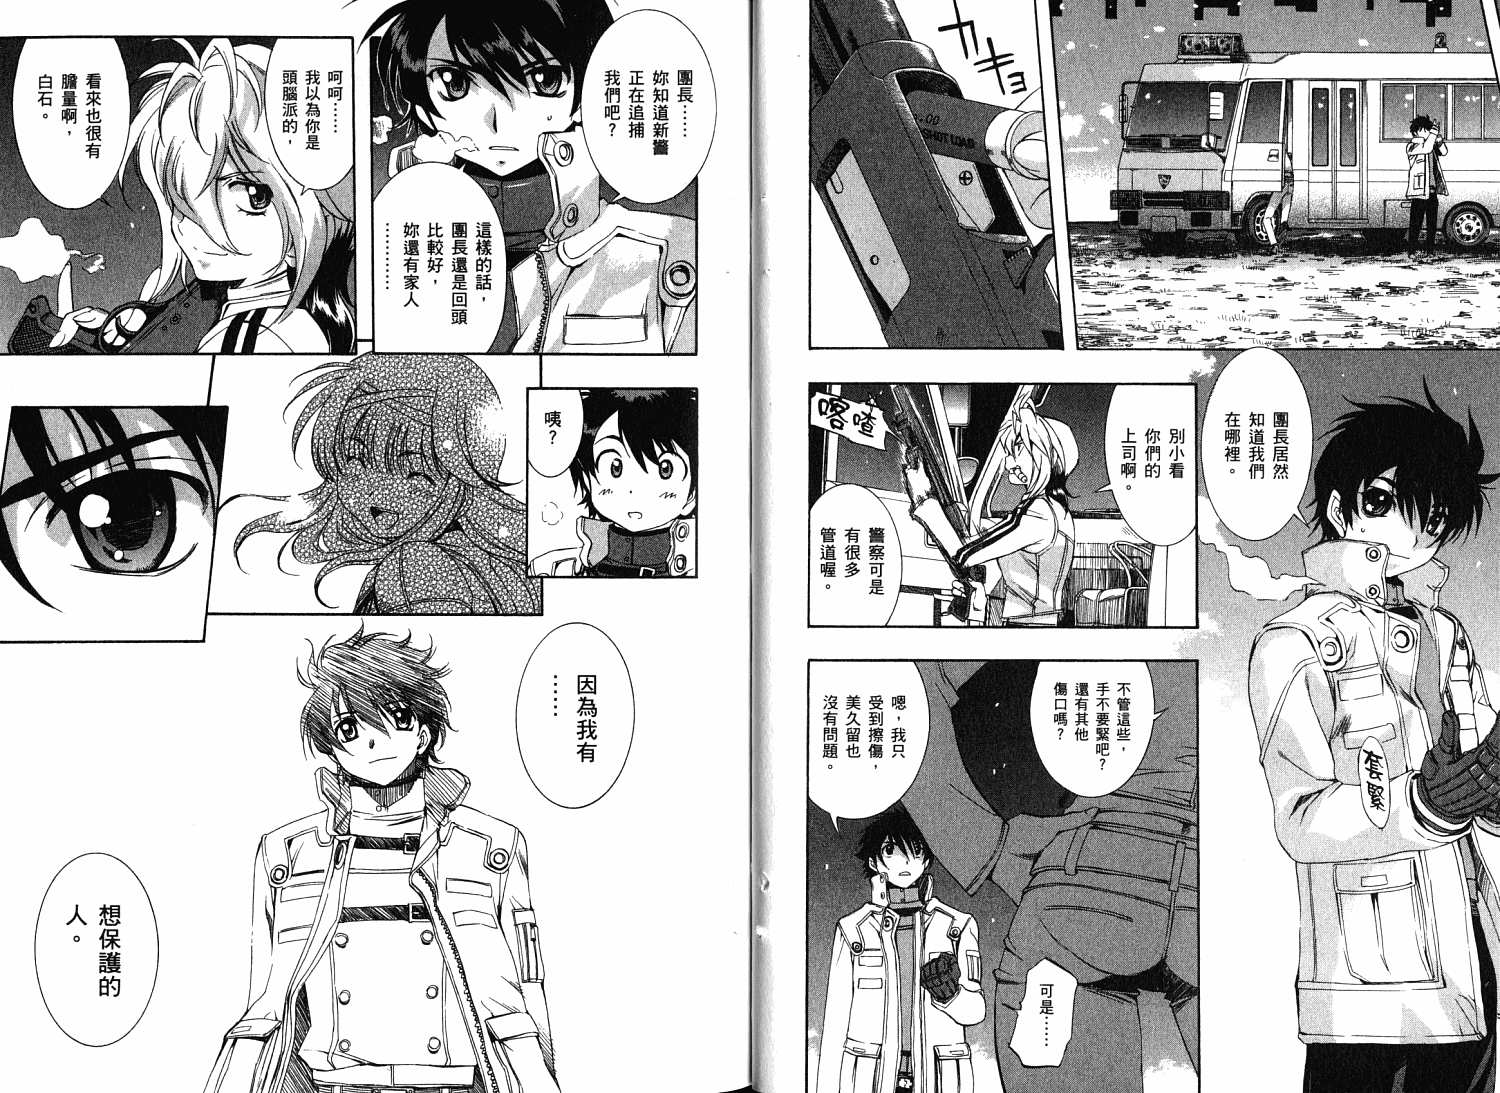 .00
SHOT LOAD
カキョ
團長居然
知道我們
在哪裡。
別小看
你們的
上司啊。
喀喳
警察可是
有很多
管道喔。
套緊
不管這些，
手不要緊吧？
還有其他
傷口嗎？
嗯，我只
受到擦傷，
美久留也
沒有問題。
可是……
團長……
妳知道新警
正在追捕
我們吧？
這樣的話，
團長還是回頭
比較好，
妳還有家人
…………
呵呵……
我以為你是
頭腦派的，
看來也很有
膽量啊，
白石。
咦？
因為我有
……
想保護的
人。